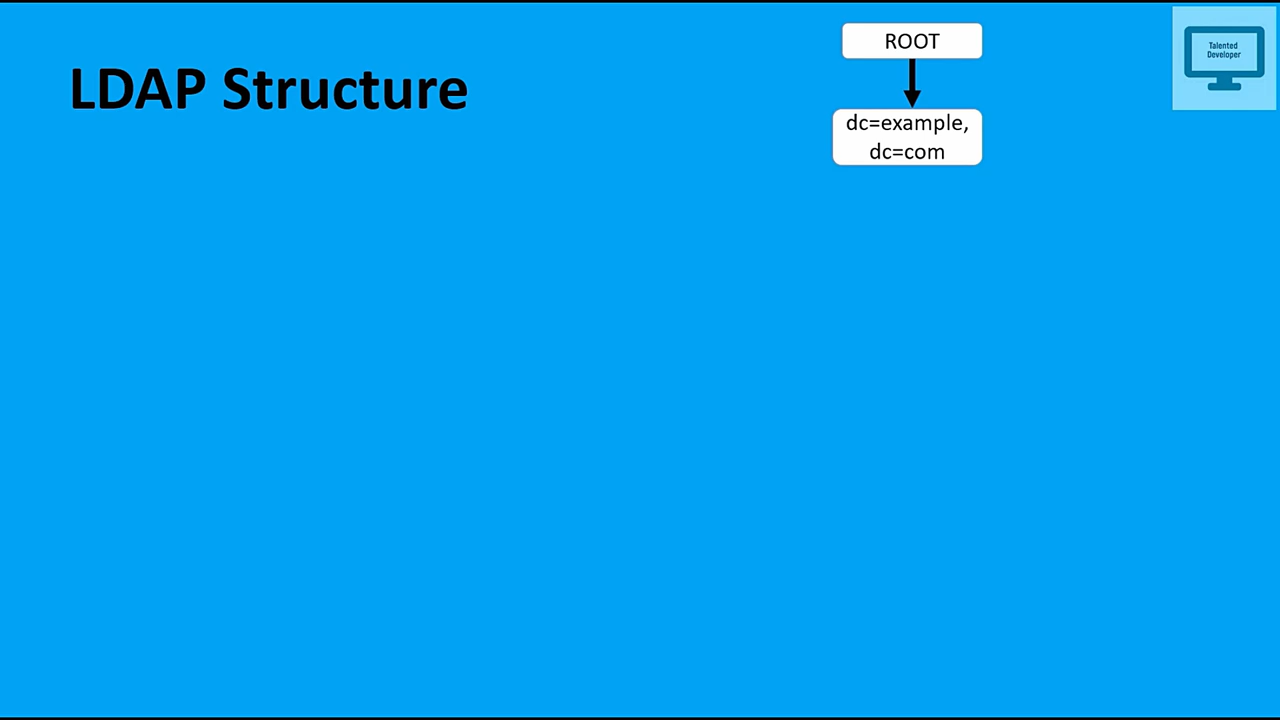 LDAP Structure
ROOT
dc=example,
dc=com
Talented
Developer